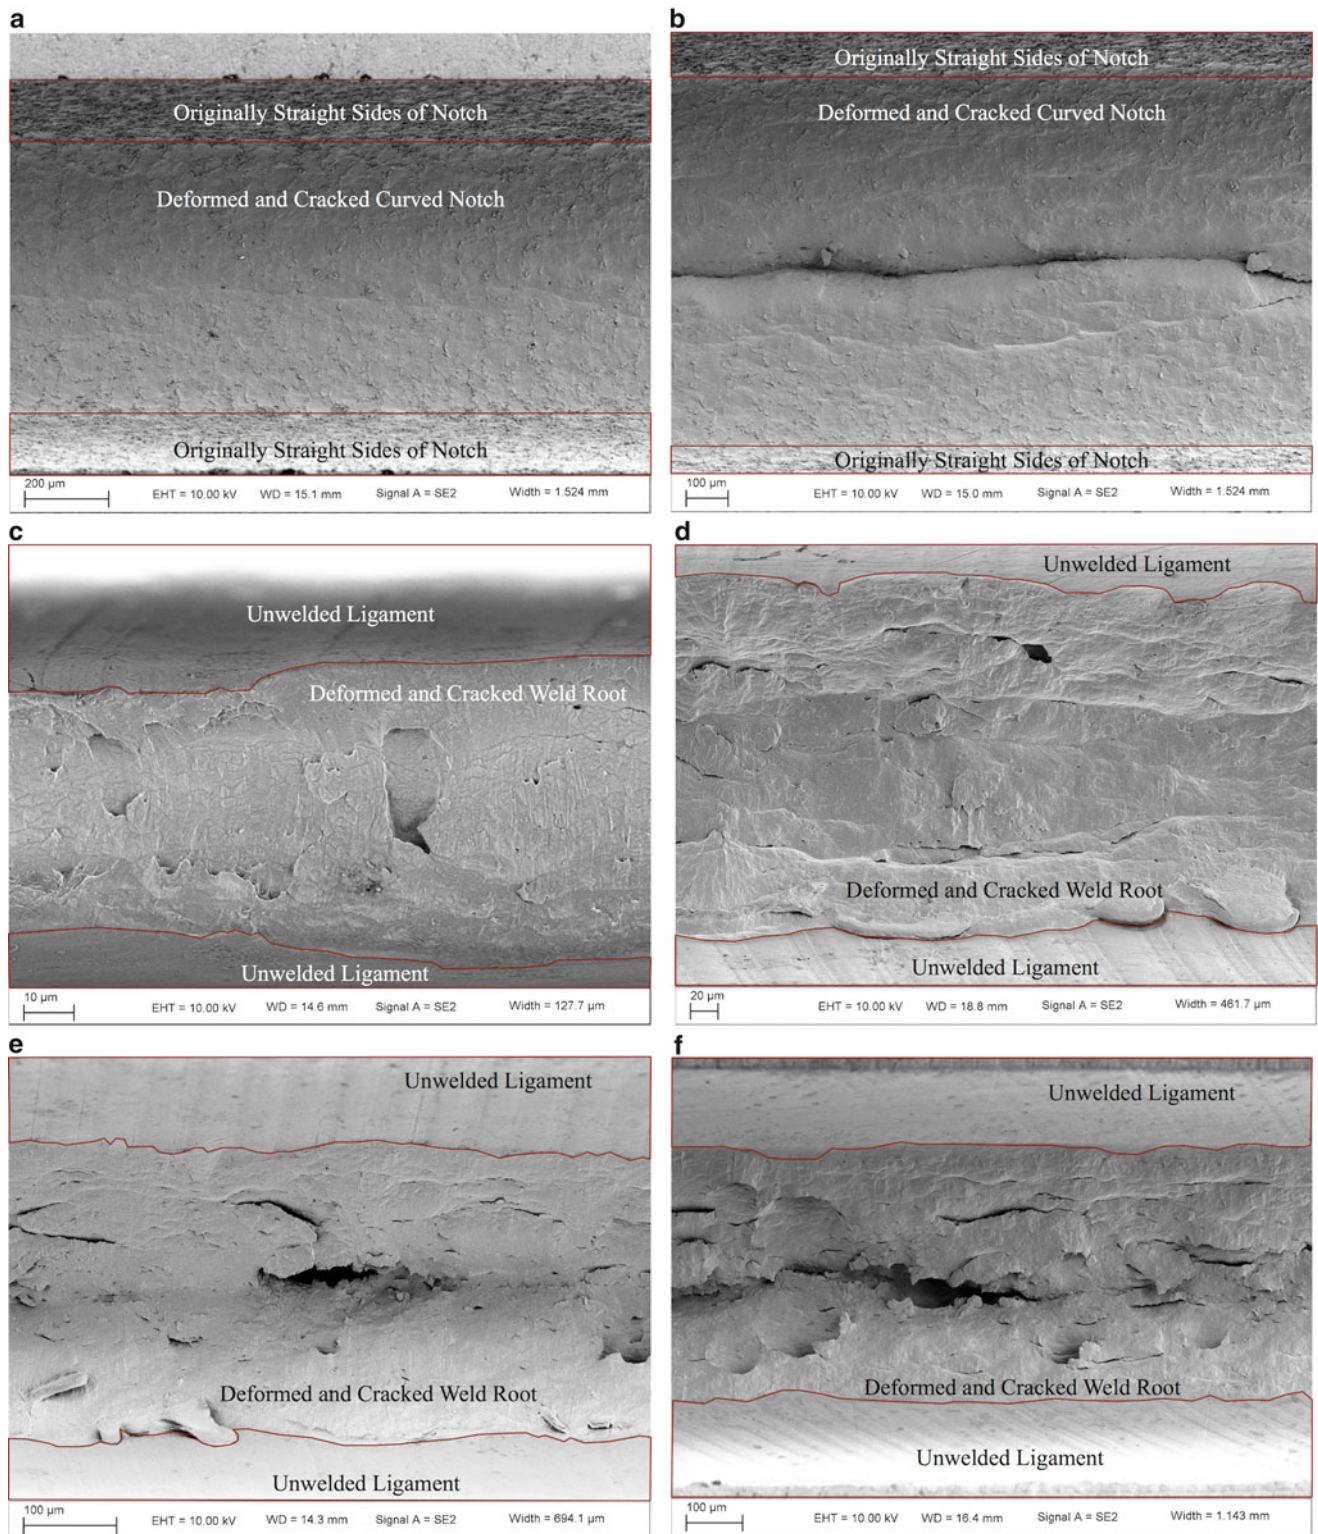 a
Originally Straight Sides of Notch
Deformed and Cracked Curved Notch
Originally Straight Sides of Notch
200 µm EHT = 10.00 kV WD = 15.1 mm Signal A = SE2 Width = 1.524 mm
b
Originally Straight Sides of Notch
Deformed and Cracked Curved Notch
Originally Straight Sides of Notch
100 µm EHT = 10.00 kV WD = 15.0 mm Signal A = SE2 Width = 1.524 mm
c
Unwelded Ligament
Deformed and Cracked Weld Root
Unwelded Ligament
10 µm EHT = 10.00 kV WD = 14.6 mm Signal A = SE2 Width = 127.7 µm
d
Unwelded Ligament
Deformed and Cracked Weld Root
Unwelded Ligament
20 µm EHT = 10.00 kV WD = 18.8 mm Signal A = SE2 Width = 461.7 µm
e
Unwelded Ligament
Deformed and Cracked Weld Root
Unwelded Ligament
100 µm EHT = 10.00 kV WD = 14.3 mm Signal A = SE2 Width = 694.1 µm
f
Unwelded Ligament
Deformed and Cracked Weld Root
Unwelded Ligament
100 µm EHT = 10.00 kV WD = 16.4 mm Signal A = SE2 Width = 1.143 mm